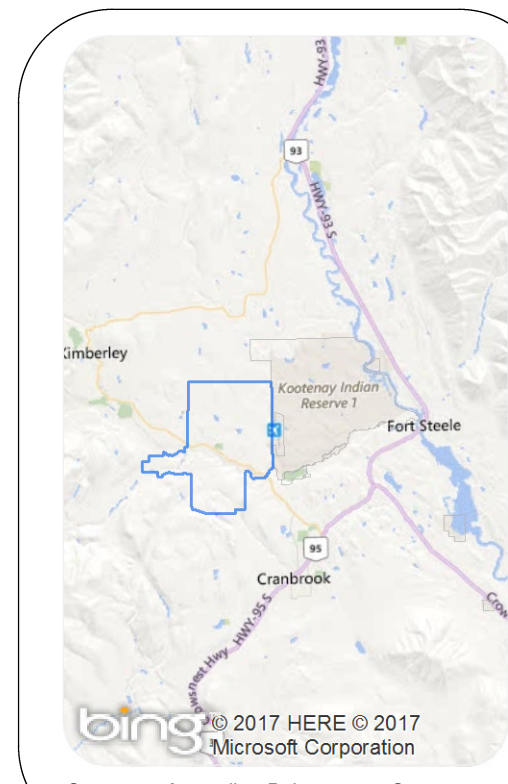 HWY-93
93
HWY-93 S
Kimberley
Kootenay Indian
Reserve 1
Fort Steele
95
Cranbrook
HWY-95 S
Crow
Crowsnest Hwy
bing
© 2017 HERE © 2017
Microsoft Corporation